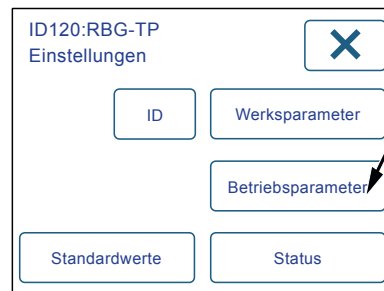 ID120:RBG-TP
Einstellungen
ID
Werksparameter
Betriebsparameter
Standardwerte
Status